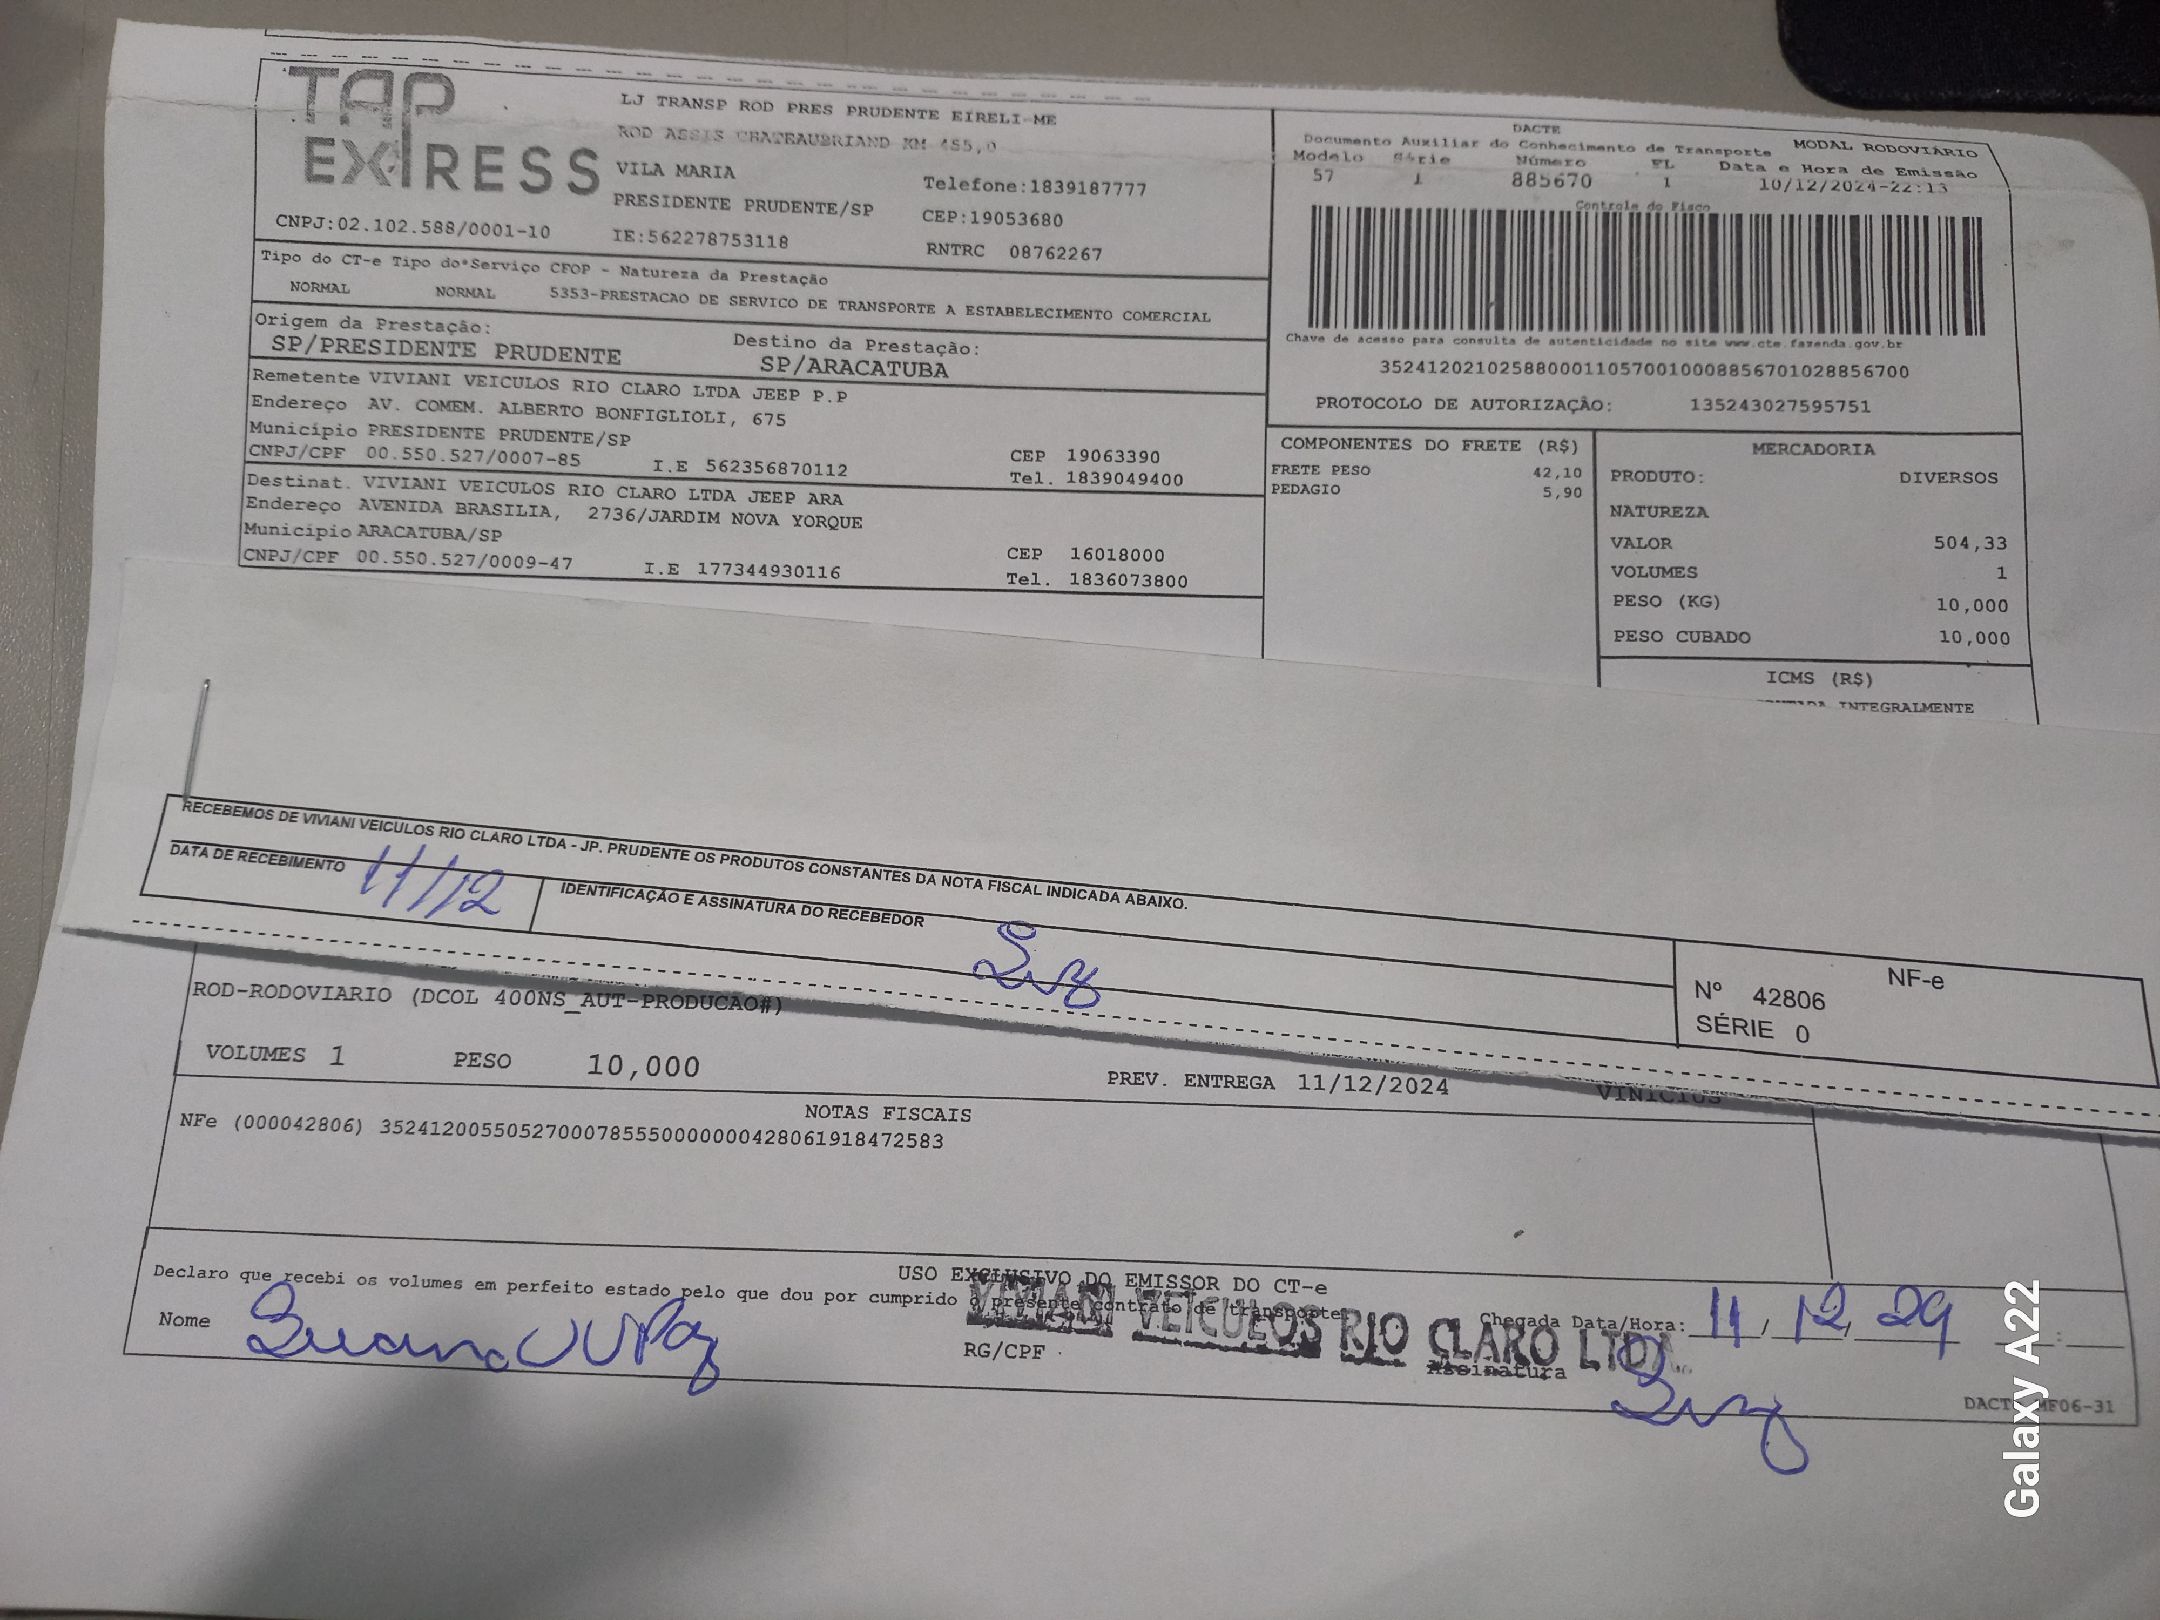 TAP
EXPRESS
LJ TRANSP ROD PRES PRUDENTE EIRELI-ME
ROD ASSIS CHATEAUBRIAND KM 455,0
VILA MARIA
Telefone:1839187777
PRESIDENTE PRUDENTE/SP
CEP:19053680
CNPJ:02.102.588/0001-10
IE:562278753118
RNTRC 08762267
DACTE
Documento Auxiliar do Conhecimento de Transporte
MODAL RODOVIÁRIO
Modelo Série Número FL Data e Hora de Emissão
57 1 885670 1 10/12/2024-22:13
Controle do Fisco
Tipo do CT-e Tipo do Serviço CFOP - Natureza da Prestação
NORMAL NORMAL 5353-PRESTACAO DE SERVICO DE TRANSPORTE A ESTABELECIMENTO COMERCIAL
Origem da Prestação: Destino da Prestação:
SP/PRESIDENTE PRUDENTE SP/ARACATUBA
Chave de acesso para consulta de autenticidade no site www.cte.fazenda.gov.br
35241202102588000110570010008856701028856700
PROTOCOLO DE AUTORIZAÇÃO: 135243027595751
Remetente VIVIANI VEICULOS RIO CLARO LTDA JEEP P.P
Endereço AV. COMEM. ALBERTO BONFIGLIOLI, 675
Município PRESIDENTE PRUDENTE/SP
CEP 19063390
CNPJ/CPF 00.550.527/0007-85 I.E 562356870112 Tel. 1839049400
Destinat. VIVIANI VEICULOS RIO CLARO LTDA JEEP ARA
Endereço AVENIDA BRASILIA, 2736/JARDIM NOVA YORQUE
Município ARACATUBA/SP
CEP 16018000
CNPJ/CPF 00.550.527/0009-47 I.E 177344930116 Tel. 1836073800
COMPONENTES DO FRETE (R$)
FRETE PESO 42,10
PEDAGIO 5,90
MERCADORIA
PRODUTO: DIVERSOS
NATUREZA
VALOR 504,33
VOLUMES 1
PESO (KG) 10,000
PESO CUBADO 10,000
ICMS (R$)
INTEGRALMENTE
RECEBEMOS DE VIVIANI VEICULOS RIO CLARO LTDA - JP. PRUDENTE OS PRODUTOS CONSTANTES DA NOTA FISCAL INDICADA ABAIXO.
DATA DE RECEBIMENTO 11/12
IDENTIFICAÇÃO E ASSINATURA DO RECEBEDOR
NF-e
Nº 42806
SÉRIE 0
ROD-RODOVIARIO (DCOL 400NS_AUT-PRODUCAO#)
VOLUMES 1 PESO 10,000 PREV. ENTREGA 11/12/2024 VINICIUS
NOTAS FISCAIS
NFe (000042806) 35241200550527000785550000000428061918472583
USO EXCLUSIVO DO EMISSOR DO CT-e
Declaro que recebi os volumes em perfeito estado pelo que dou por cumprido o presente contrato de transporte
Chegada Data/Hora: 11/12/24 :
VIVIANI VEICULOS RIO CLARO LTDA.
Nome
RG/CPF
Assinatura
MF06-31
Galaxy A22